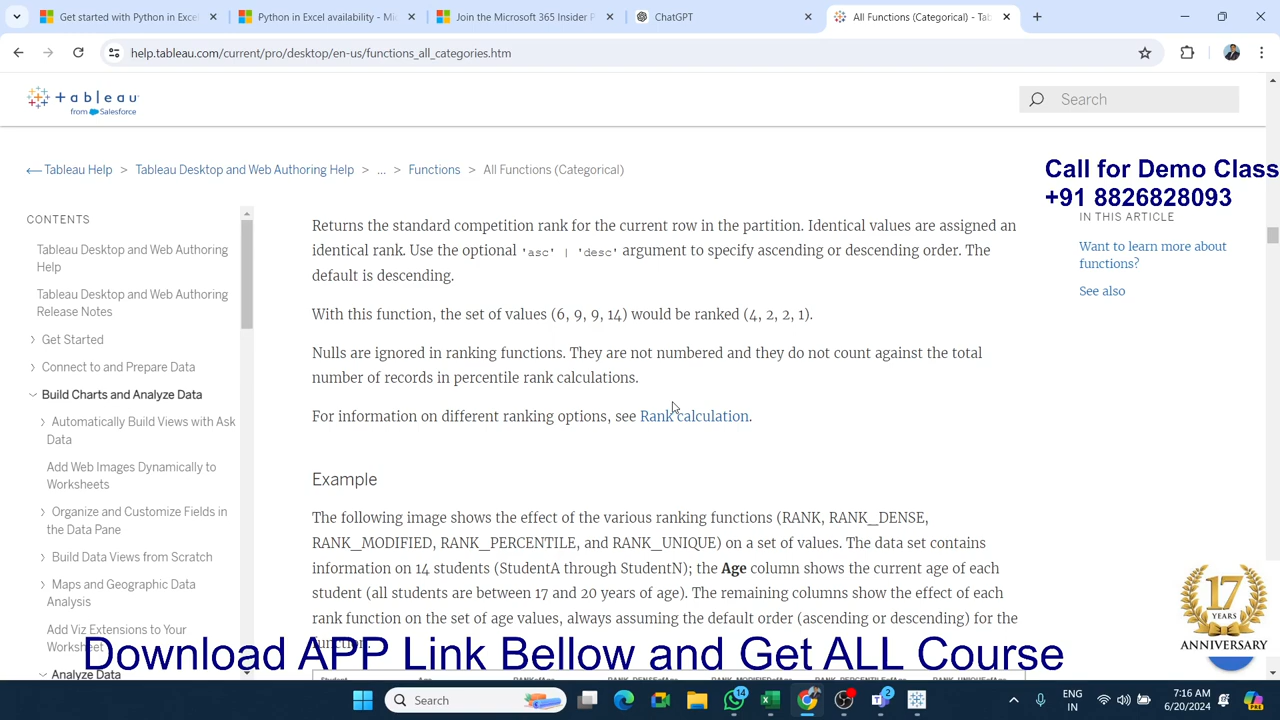 Get started with Python in Excel
Python in Excel availability - Mi
Join the Microsoft 365 Insider P
ChatGPT
All Functions (Categorical) - Tab
help.tableau.com/current/pro/desktop/en-us/functions_all_categories.htm
+ a b l e a u
from Salesforce
Search
Tableau Help > Tableau Desktop and Web Authoring Help > ... > Functions > All Functions (Categorical)
Call for Demo Class
+91 8826828093
CONTENTS
Tableau Desktop and Web Authoring
Help
Tableau Desktop and Web Authoring
Release Notes
Get Started
Connect to and Prepare Data
Build Charts and Analyze Data
Automatically Build Views with Ask
Data
Add Web Images Dynamically to
Worksheets
Organize and Customize Fields in
the Data Pane
Build Data Views from Scratch
Maps and Geographic Data
Analysis
Add Viz Extensions to Your
Worksheet
Analyze Data
Returns the standard competition rank for the current row in the partition. Identical values are assigned an
identical rank. Use the optional 'asc' | 'desc' argument to specify ascending or descending order. The
default is descending.
With this function, the set of values (6, 9, 9, 14) would be ranked (4, 2, 2, 1).
Nulls are ignored in ranking functions. They are not numbered and they do not count against the total
number of records in percentile rank calculations.
For information on different ranking options, see Rank calculation.
Example
The following image shows the effect of the various ranking functions (RANK, RANK_DENSE,
RANK_MODIFIED, RANK_PERCENTILE, and RANK_UNIQUE) on a set of values. The data set contains
information on 14 students (StudentA through StudentN); the Age column shows the current age of each
student (all students are between 17 and 20 years of age). The remaining columns show the effect of each
rank function on the set of age values, always assuming the default order (ascending or descending) for the
function.
IN THIS ARTICLE
Want to learn more about
functions?
See also
17
YEARS
ANNIVERSARY
Download APP Link Bellow and Get ALL Course
Search
14
2
ENG
IN
7:16 AM
6/20/2024